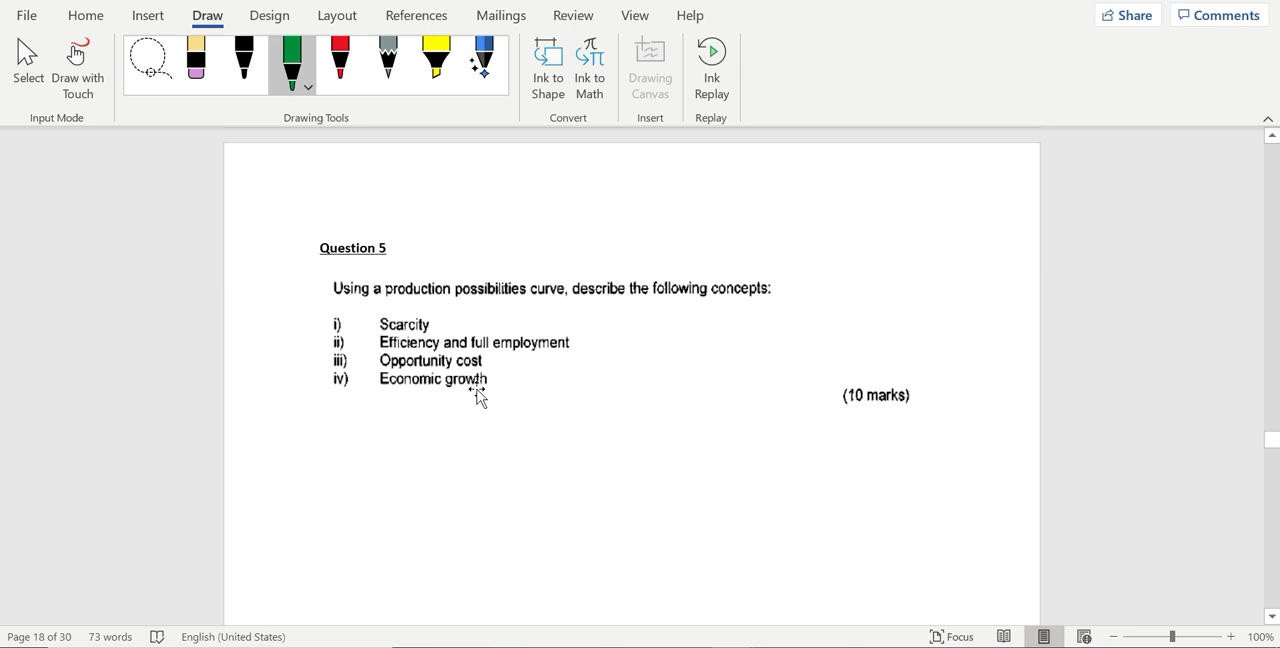 File Home Insert Draw Design Layout References Mailings Review View Help Share Comments
Select Draw with Touch Ink to Shape Ink to Math Drawing Canvas Ink Replay
Input Mode Drawing Tools Convert Insert Replay
Question 5
Using a production possibilities curve, describe the following concepts:
i) Scarcity
ii) Efficiency and full employment
iii) Opportunity cost
iv) Economic growth
(10 marks)
Page 18 of 30 73 words English (United States) Focus 100%